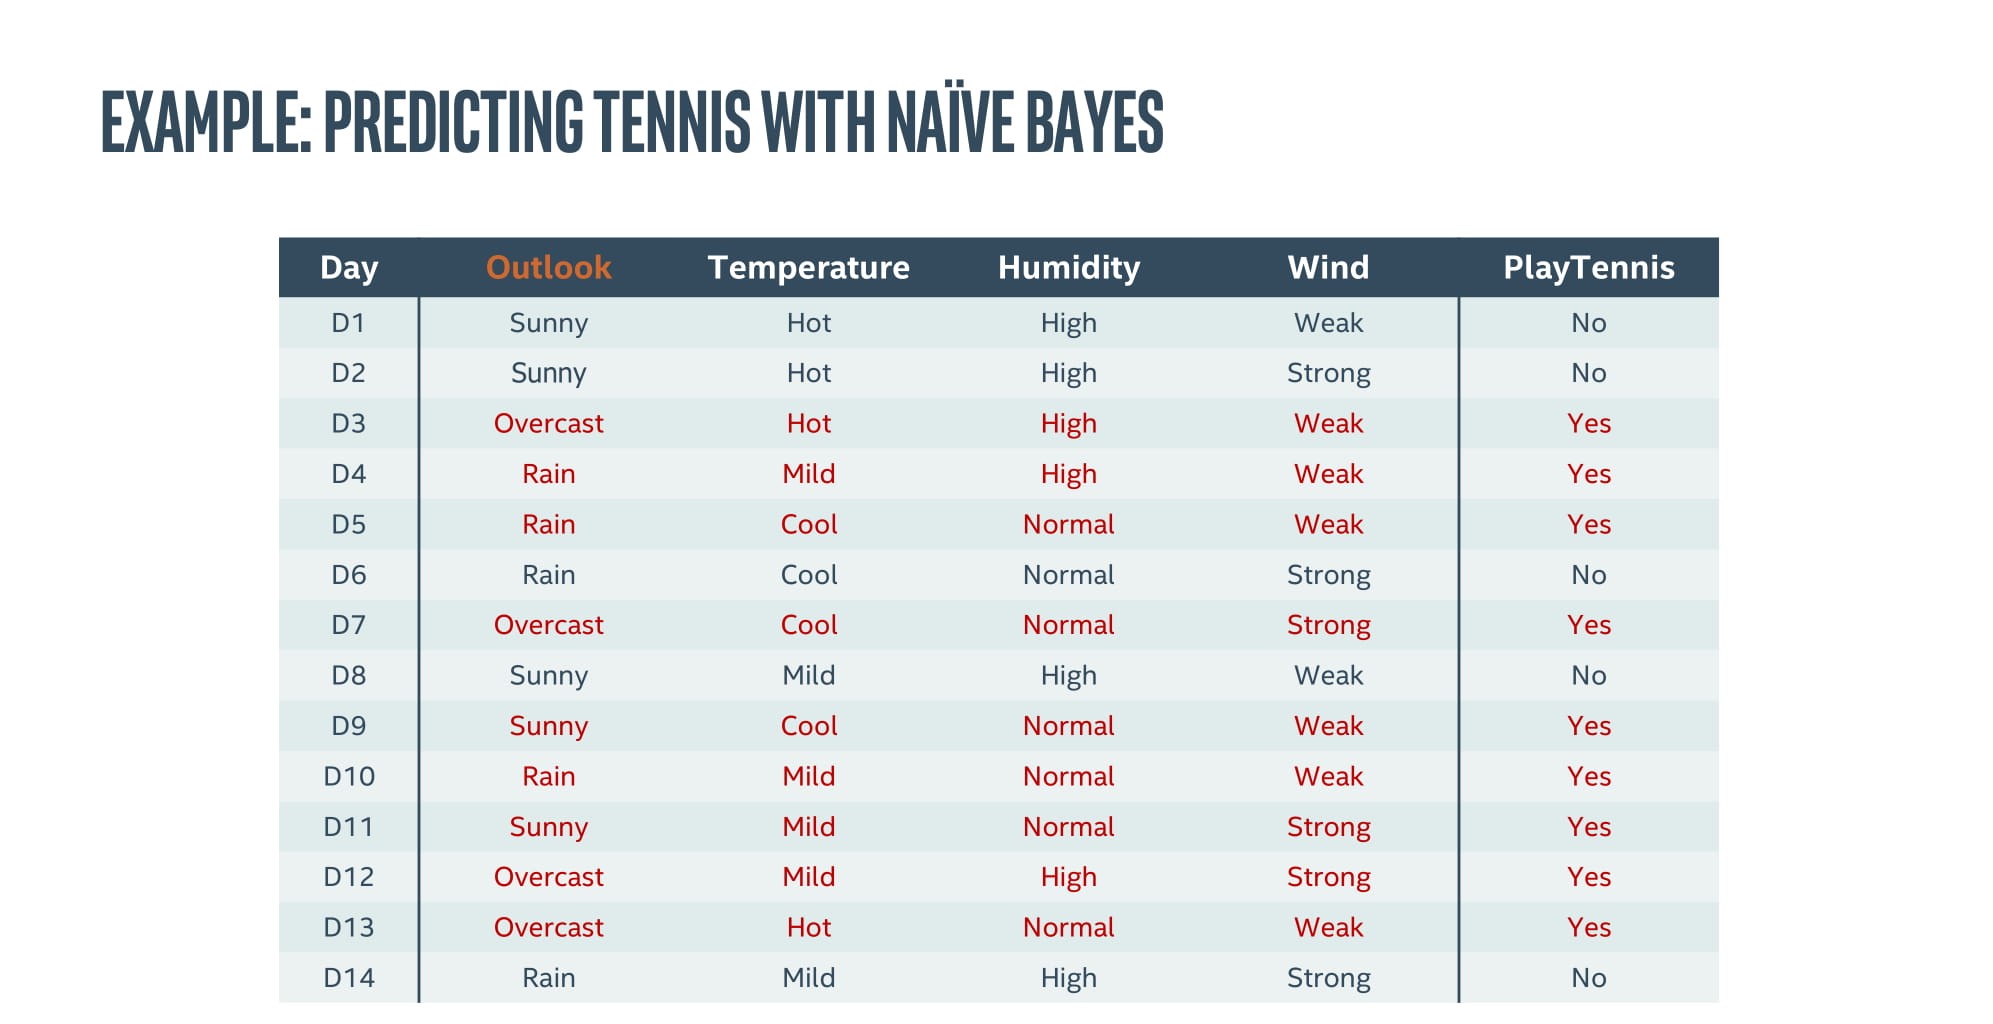 EXAMPLE: PREDICTING TENNIS WITH NAÏVE BAYES
Day Outlook Temperature Humidity Wind PlayTennis
D1 Sunny Hot High Weak No
D2 Sunny Hot High Strong No
D3 Overcast Hot High Weak Yes
D4 Rain Mild High Weak Yes
D5 Rain Cool Normal Weak Yes
D6 Rain Cool Normal Strong No
D7 Overcast Cool Normal Strong Yes
D8 Sunny Mild High Weak No
D9 Sunny Cool Normal Weak Yes
D10 Rain Mild Normal Weak Yes
D11 Sunny Mild Normal Strong Yes
D12 Overcast Mild High Strong Yes
D13 Overcast Hot Normal Weak Yes
D14 Rain Mild High Strong No